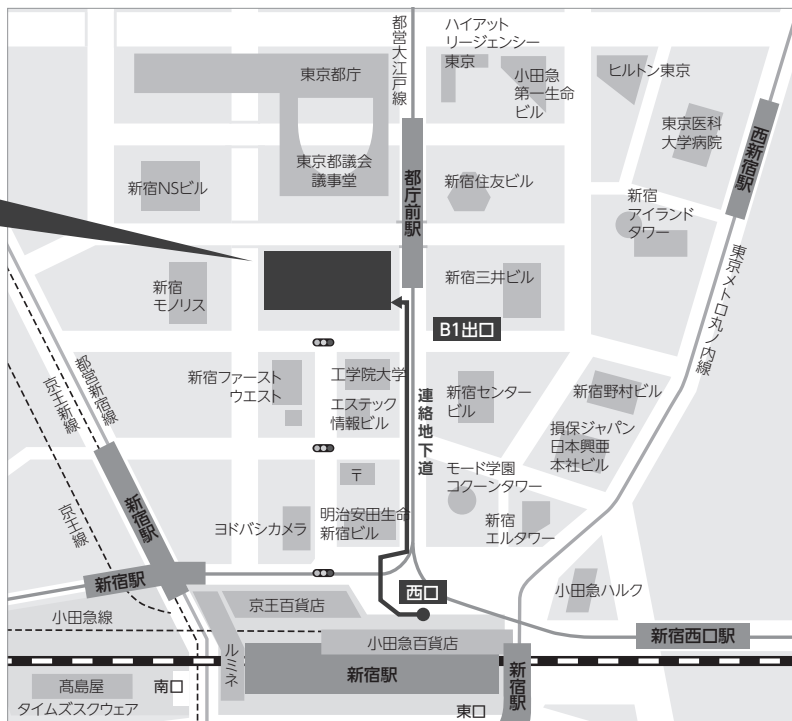 ハイアット
リージェンシー
東京
都営大江戸線
東京都庁
小田急
第一生命
ビル
ヒルトン東京
東京医科
大学病院
西新宿駅
東京都議会
議事堂
新宿NSビル
都庁前駅
新宿住友ビル
新宿
アイランド
タワー
東京メトロ丸ノ内線
新宿
モノリス
新宿三井ビル
B1出口
都営新宿線
京王新線
京王線
新宿ファースト
ウエスト
工学院大学
エステック
情報ビル
連絡地下道
新宿センター
ビル
新宿野村ビル
損保ジャパン
日本興亜
本社ビル
〒
モード学園
コクーンタワー
新宿駅
ヨドバシカメラ
明治安田生命
新宿ビル
新宿
エルタワー
新宿駅
西口
小田急ハルク
京王百貨店
小田急線
小田急百貨店
新宿西口駅
ルミネ
新宿駅
新宿駅
髙島屋
タイムズスクウェア
南口
東口